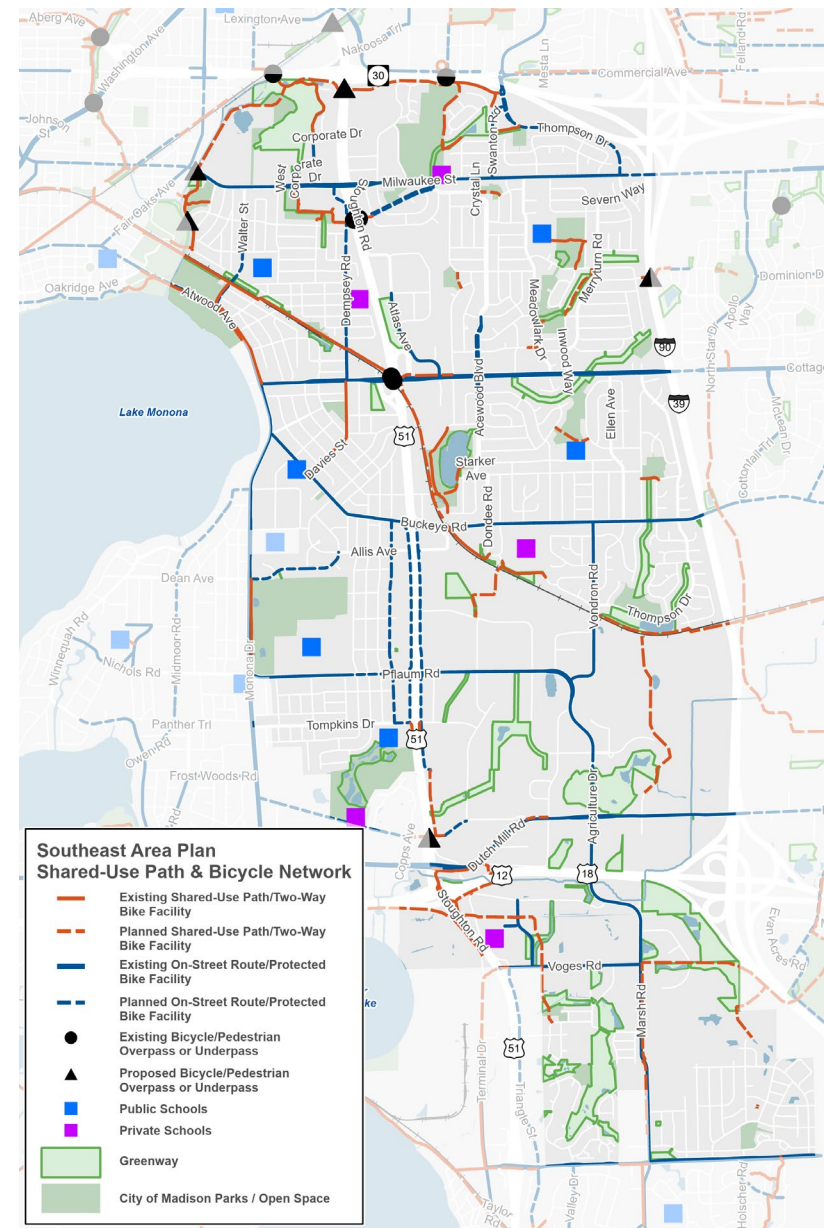 Aberg Ave
Lexington Ave
Nakoosa Trl
Mesta Ln
Felland Rd
Washington Ave
30
Commercial Ave
Johnson
St
Corporate Dr
Swanton Rd
Thompson Dr
West
Corporate
Dr
Milwaukee St
Crystal Ln
Severn Way
Fair Oaks Ave
Walter St
Stoughton Rd
Merryturn Rd
Oakridge Ave
Atwood Ave
Dempsey Rd
Atlas Ave
Meadowlark Dr
Inwood Way
Dominion D
Apollo
Way
North Star Dr
90
Cottage
Lake Monona
39
51
Acewood Blvd
Ellen Ave
McLean Dr
Davies St
Starker
Ave
Cottonfall Trl
Dondee Rd
Buckeye Rd
Allis Ave
Dean Ave
Vondron Rd
Thompson Dr
Winnequah Rd
Midmoor Rd
Nichols Rd
Monona Dr
Pflaum Rd
Panther Trl
Tompkins Dr
51
Owen Rd
Frost Woods Rd
Agriculture Dr
Copps Ave
Dutch Mill Rd
12
18
Stoughton Rd
Evan Acres Rd
Voges Rd
Marsh Rd
51
Terminal Dr
Triangle St
Taylor
Rd
Valley Dr
Holscher Rd
Southeast Area Plan
Shared-Use Path & Bicycle Network
Existing Shared-Use Path/Two-Way
Bike Facility
Planned Shared-Use Path/Two-Way
Bike Facility
Existing On-Street Route/Protected
Bike Facility
Planned On-Street Route/Protected
Bike Facility
Existing Bicycle/Pedestrian
Overpass or Underpass
Proposed Bicycle/Pedestrian
Overpass or Underpass
Public Schools
Private Schools
Greenway
City of Madison Parks / Open Space